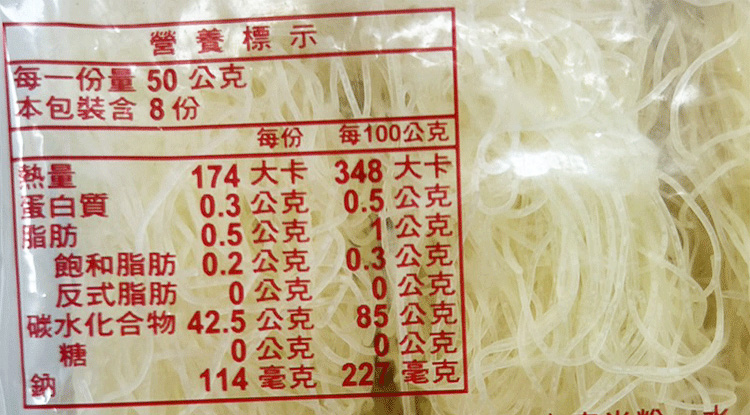 營養標示
每一份量 50 公克
本包裝含 8 份
每份 每100公克
熱量 174 大卡 348 大卡
蛋白質 0.3 公克 0.5 公克
脂肪 0.5 公克 1 公克
飽和脂肪 0.2 公克 0.3 公克
反式脂肪 0 公克 0 公克
碳水化合物 42.5 公克 85 公克
糖 0 公克 0 公克
鈉 114 毫克 227 毫克